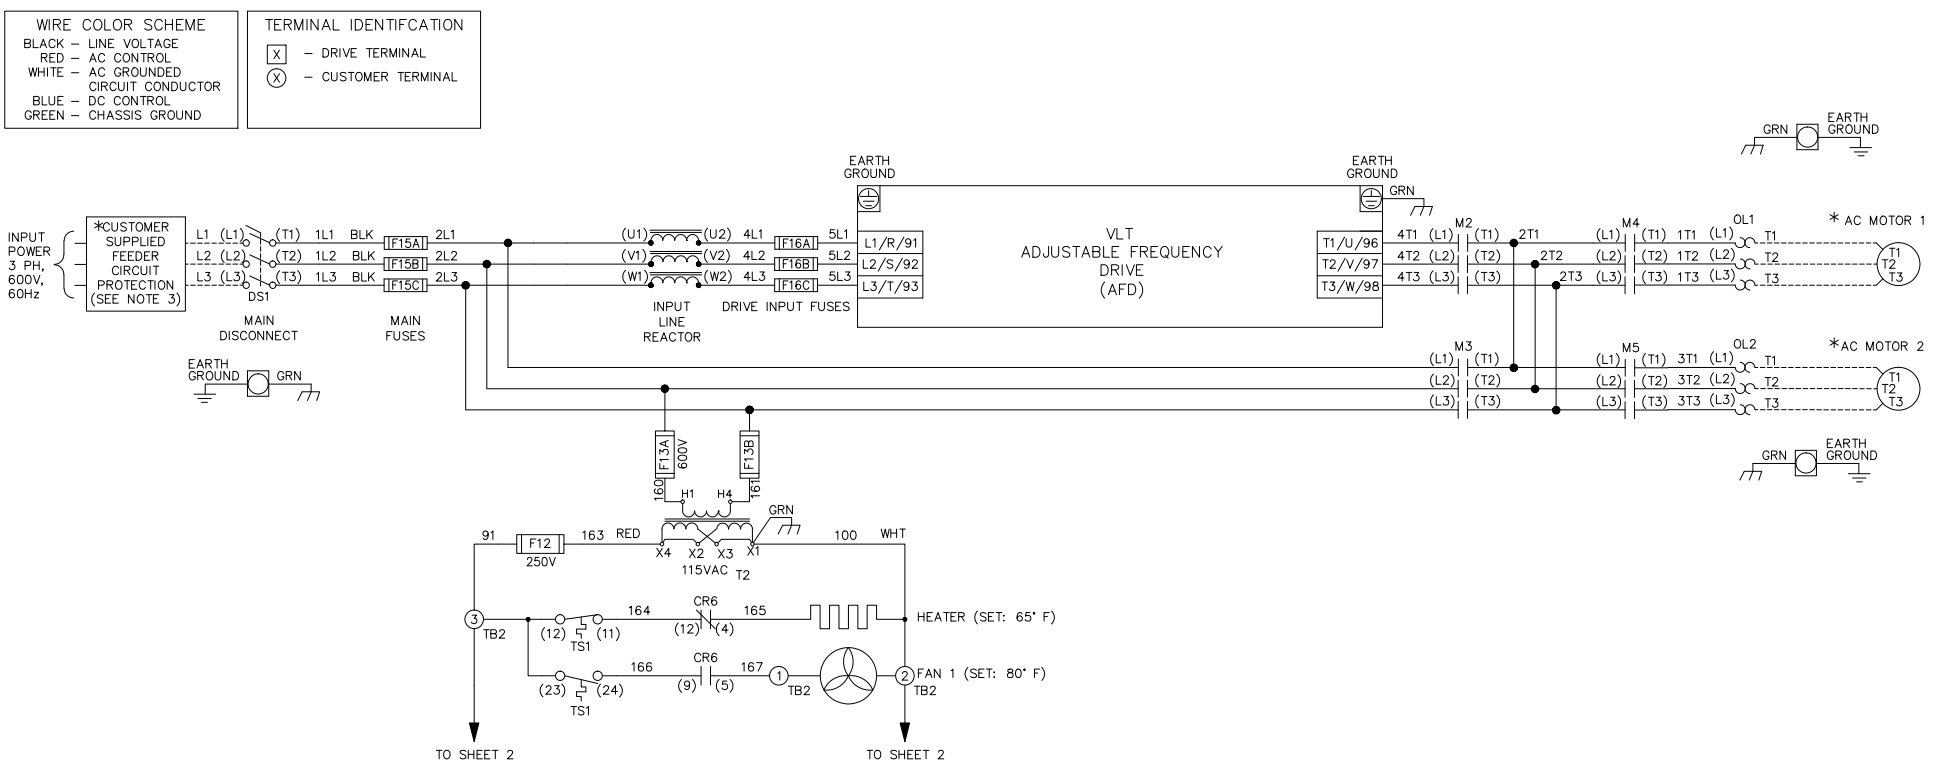 WIRE COLOR SCHEME
BLACK – LINE VOLTAGE
RED – AC CONTROL
WHITE – AC GROUNDED
CIRCUIT CONDUCTOR
BLUE – DC CONTROL
GREEN – CHASSIS GROUND
TERMINAL IDENTIFCATION
X – DRIVE TERMINAL
X – CUSTOMER TERMINAL
GRN
EARTH
GROUND
EARTH
GROUND
EARTH
GROUND
GRN
INPUT
POWER
3 PH,
600V,
60Hz
*CUSTOMER
SUPPLIED
FEEDER
CIRCUIT
PROTECTION
(SEE NOTE 3)
L1 (L1) (T1) 1L1 BLK F15A 2L1 (U1) (U2) 4L1 F16A 5L1 L1/R/91
L2 (L2) (T2) 1L2 BLK F15B 2L2 (V1) (V2) 4L2 F16B 5L2 L2/S/92
L3 (L3) (T3) 1L3 BLK F15C 2L3 (W1) (W2) 4L3 F16C 5L3 L3/T/93
DS1
MAIN
DISCONNECT
MAIN
FUSES
INPUT
LINE
REACTOR
DRIVE INPUT FUSES
VLT
ADJUSTABLE FREQUENCY
DRIVE
(AFD)
M2 M4 OL1 * AC MOTOR 1
T1/U/96 4T1 (L1) (T1) 2T1 (L1) (T1) 1T1 (L1) T1
T2/V/97 4T2 (L2) (T2) 2T2 (L2) (T2) 1T2 (L2) T2
T3/W/98 4T3 (L3) (T3) 2T3 (L3) (T3) 1T3 (L3) T3
T1
T2
T3
M3 M5 OL2 * AC MOTOR 2
(L1) (T1) (L1) (T1) 3T1 (L1) T1
(L2) (T2) (L2) (T2) 3T2 (L2) T2
(L3) (T3) (L3) (T3) 3T3 (L3) T3
T1
T2
T3
EARTH
GROUND
GRN
GRN
EARTH
GROUND
F13A
600V
F13B
160
161
H1 H4
GRN
91 F12 163 RED
250V
X4 X2 X3 X1
100 WHT
115VAC T2
3
TB2
164 CR6 165
(12) (11) (12) (4)
TS1
HEATER (SET: 65° F)
166 CR6 167
(23) (24) (9) (5)
TS1
1
TB2
2
TB2
FAN 1 (SET: 80° F)
TO SHEET 2
TO SHEET 2